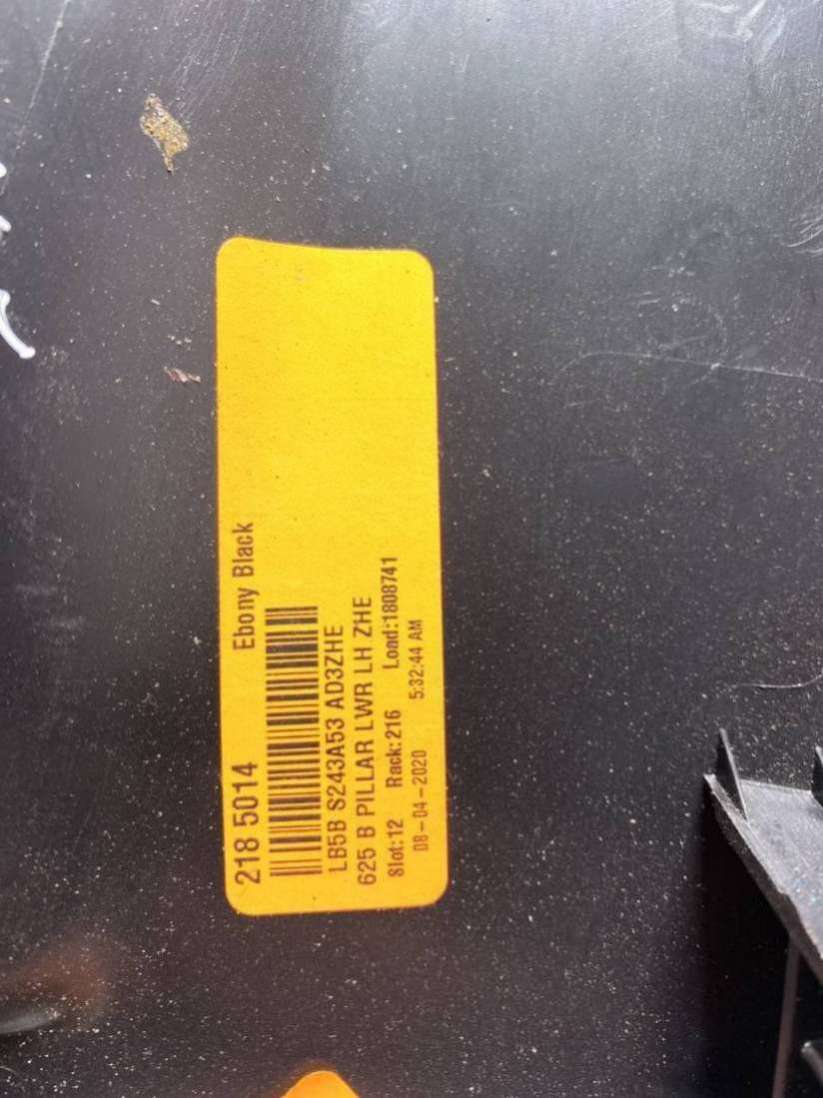 218 5014 Ebony Black
LB5B S243A53 AD3ZHE
625 B PILLAR LWR LH ZHE
Slot:12 Rack:216 Load:1808741
08-04-2020 5:32:44 AM